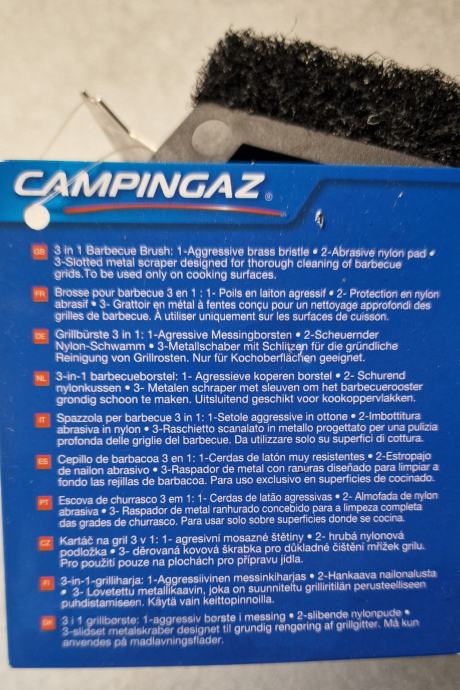 CAMPINGAZ®
GB 3 in 1 Barbecue Brush: 1-Aggressive brass bristle • 2-Abrasive nylon pad •
3-Slotted metal scraper designed for thorough cleaning of barbecue
grids.To be used only on cooking surfaces.
FR Brosse pour barbecue 3 en 1 : 1- Poils en laiton agressif • 2- Protection en nylon
abrasif • 3- Grattoir en métal à fentes conçu pour un nettoyage approfondi des
grilles de barbecue. À utiliser uniquement sur les surfaces de cuisson.
DE Grillbürste 3 in 1: 1-Agressive Messingborsten • 2-Scheuernder
Nylon-Schwamm • 3-Metallschaber mit Schlitzen für die gründliche
Reinigung von Grillrosten. Nur für Kochoberflächen geeignet.
NL 3-in-1 barbecueborstel: 1- Agressieve koperen borstel • 2- Schurend
nylonkussen • 3- Metalen schraper met sleuven om het barbecuerooster
grondig schoon te maken. Uitsluitend geschikt voor kookoppervlakken.
IT Spazzola per barbecue 3 in 1: 1-Setole aggressive in ottone • 2-Imbottitura
abrasiva in nylon • 3-Raschietto scanalato in metallo progettato per una pulizia
profonda delle griglie del barbecue. Da utilizzare solo su superfici di cottura.
ES Cepillo de barbacoa 3 en 1: 1-Cerdas de latón muy resistentes • 2-Estropajo
de nailon abrasivo • 3-Raspador de metal con ranuras diseñado para limpiar a
fondo las rejillas de barbacoa. Para uso exclusivo en superficies de cocinado.
PT Escova de churrasco 3 em 1: 1- Cerdas de latão agressivas • 2- Almofada de nylon
abrasiva • 3- Raspador de metal ranhurado concebido para a limpeza completa
das grades de churrasco. Para usar solo sobre superfícies donde se cocina.
CZ Kartáč na gril 3 v 1: 1- agresivní mosazné štětiny • 2- hrubá nylonová
podložka • 3- děrovaná kovová škrabka pro důkladné čištění mřížek grilu.
Pro použití pouze na plochách pro přípravu jídla.
FI 3-in-1-grilliharja: 1-Aggressiivinen messinkiharjas • 2-Hankaava nailonalusta
• 3- Lovetettu metallikaavin, joka on suunniteltu grilliritilän perusteelliseen
puhdistamiseen. Käytä vain keittopinnoilla.
DK 3 i 1 grillbørste: 1-aggressiv børste i messing • 2-slibende nylonpude •
3-slidset metalskraber designet til grundig rengøring af grillgitter. Må kun
anvendes på madlavningsflader.